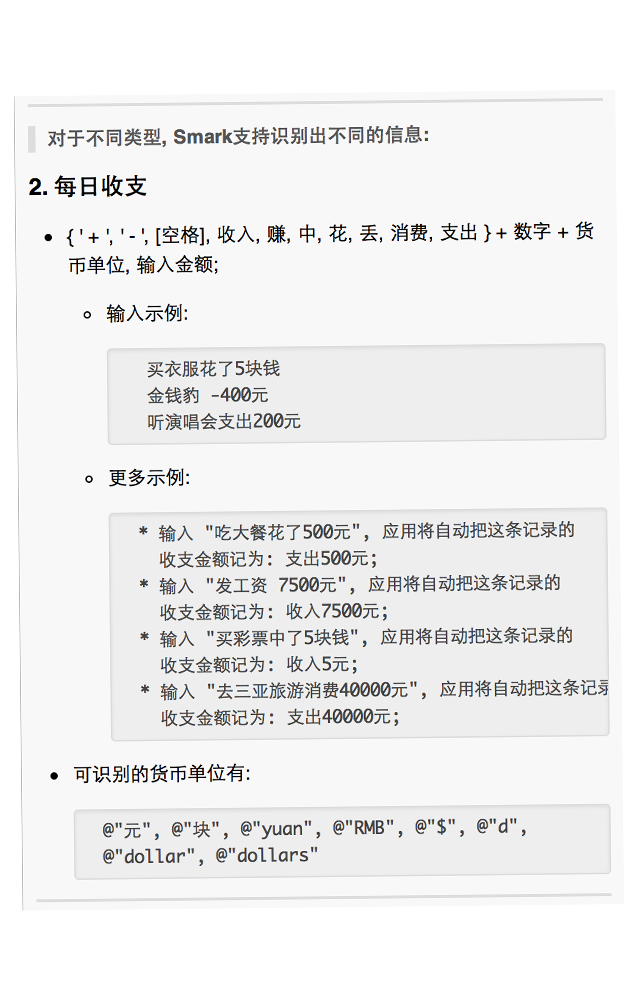 对于不同类型, Smark支持识别出不同的信息:
2. 每日收支
{ ' + ', ' - ', [空格], 收入, 赚, 中, 花, 丢, 消费, 支出 } + 数字 + 货
币单位, 输入金额;
输入示例:
买衣服花了5块钱
金钱豹 -400元
听演唱会支出200元
更多示例:
* 输入 "吃大餐花了500元", 应用将自动把这条记录的
收支金额记为: 支出500元;
* 输入 "发工资 7500元", 应用将自动把这条记录的
收支金额记为: 收入7500元;
* 输入 "买彩票中了5块钱", 应用将自动把这条记录的
收支金额记为: 收入5元;
* 输入 "去三亚旅游消费40000元", 应用将自动把这条记录
收支金额记为: 支出40000元;
可识别的货币单位有:
@"元", @"块", @"yuan", @"RMB", @"$", @"d",
@"dollar", @"dollars"